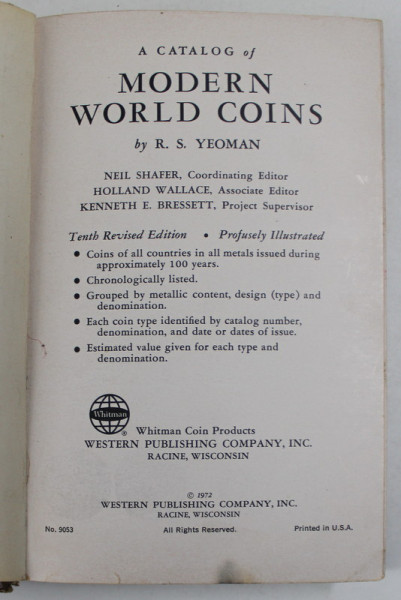 A CATALOG of
MODERN
WORLD COINS
by R. S. YEOMAN
NEIL SHAFER, Coordinating Editor
HOLLAND WALLACE, Associate Editor
KENNETH E. BRESSETT, Project Supervisor
Tenth Revised Edition • Profusely Illustrated
• Coins of all countries in all metals issued during
approximately 100 years.
• Chronologically listed.
• Grouped by metallic content, design (type) and
denomination.
• Each coin type identified by catalog number,
denomination, and date or dates of issue.
• Estimated value given for each type and
denomination.
Whitman
® Whitman Coin Products
WESTERN PUBLISHING COMPANY, INC.
RACINE, WISCONSIN
© 1972
WESTERN PUBLISHING COMPANY, INC.
RACINE, WISCONSIN
No. 9053 All Rights Reserved. Printed in U.S.A.